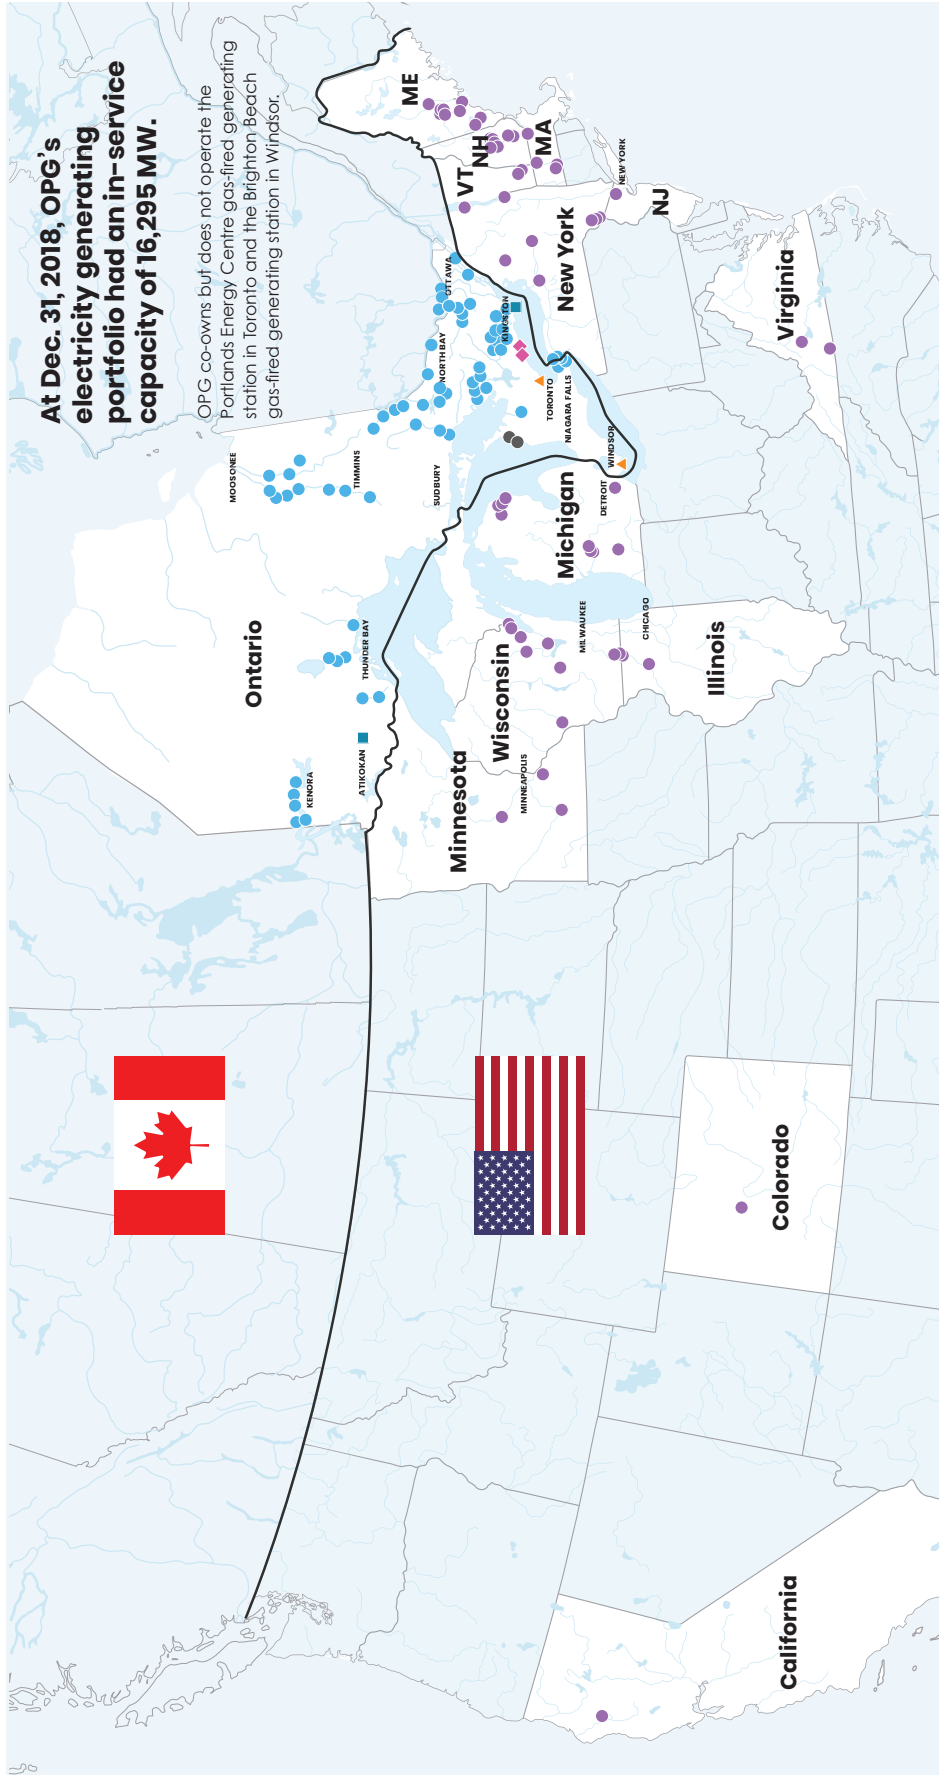 At Dec. 31, 2018, OPG's
electricity generating
portfolio had an in-service
capacity of 16,295 MW.
OPG co-owns but does not operate the
Portlands Energy Centre gas-fired generating
station in Toronto and the Brighton Beach
gas-fired generating station in Windsor.
MOOSONEE
Ontario
KENORA
TIMMINS
THUNDER BAY
ATIKOKAN
SUDBURY
NORTH BAY
OTTAWA
KINGSTON
TORONTO
NIAGARA FALLS
WINDSOR
ME
VT
NH
MA
New York
NEW YORK
NJ
Virginia
Michigan
DETROIT
Wisconsin
MILWAUKEE
CHICAGO
Illinois
Minnesota
MINNEAPOLIS
Colorado
California